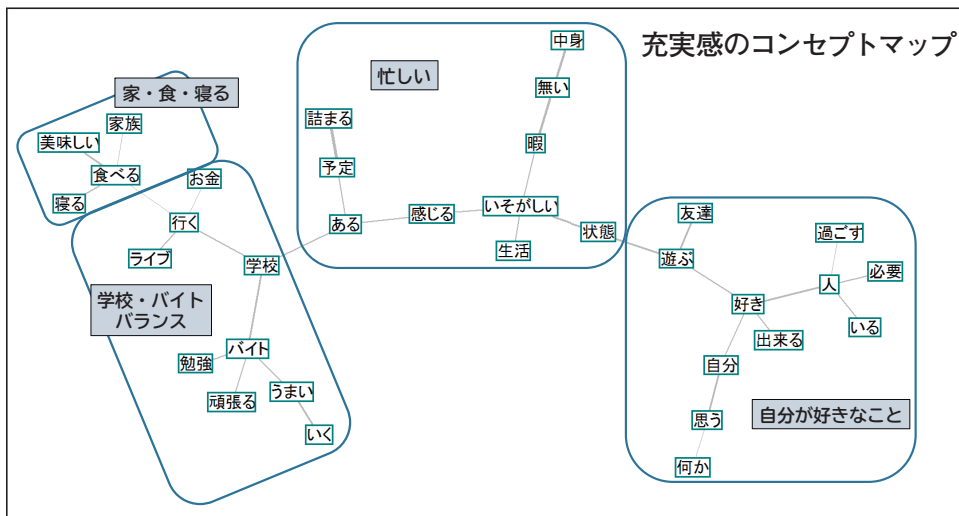 充実感のコンセプトマップ
家・食・寝る
家族
美味しい
食べる
寝る
お金
行く
ライブ
学校
学校・バイト
バランス
バイト
勉強
頑張る
うまい
いく
忙しい
中身
無い
暇
詰まる
予定
ある
感じる
いそがしい
生活
状態
友達
遊ぶ
過ごす
人
必要
いる
好き
出来る
自分
思う
何か
自分が好きなこと